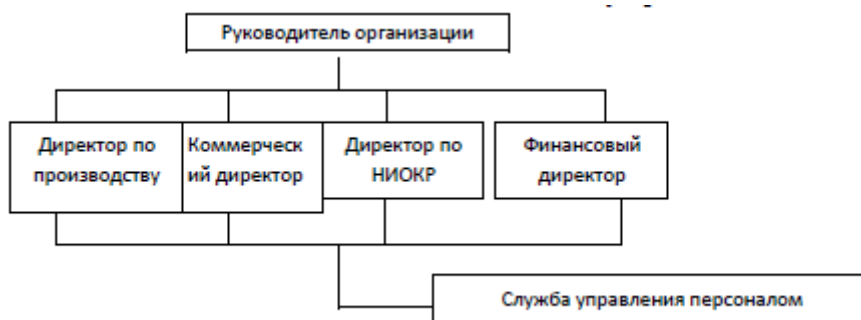 Руководитель организации
Директор по
производству
Коммерческ
ий директор
Директор по
НИОКР
Финансовый
директор
Служба управления персоналом